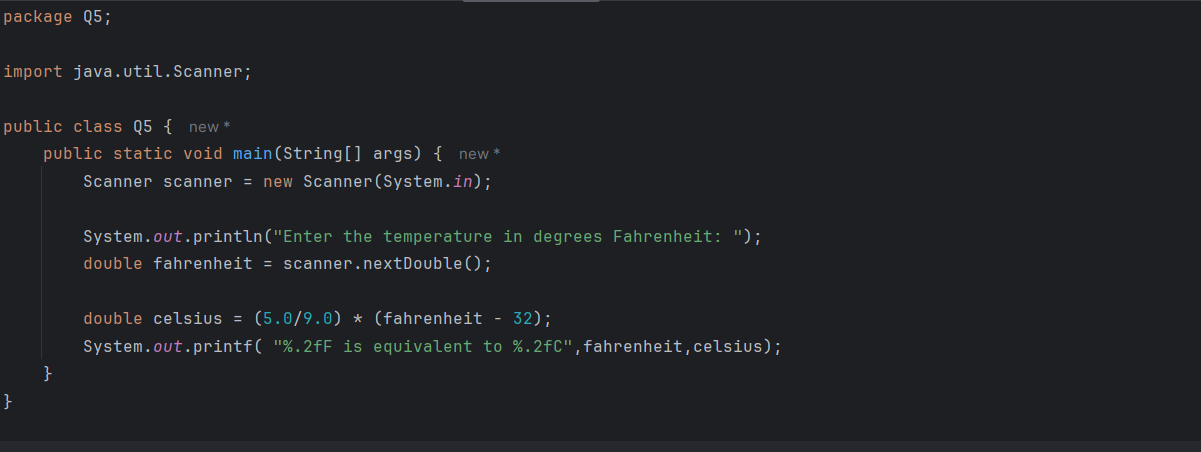 package Q5;
import java.util.Scanner;
public class Q5 { new *
    public static void main(String[] args) { new *
        Scanner scanner = new Scanner(System.in);
        System.out.println("Enter the temperature in degrees Fahrenheit: ");
        double fahrenheit = scanner.nextDouble();
        double celsius = (5.0/9.0) * (fahrenheit - 32);
        System.out.printf( "%.2fF is equivalent to %.2fC",fahrenheit,celsius);
    }
}